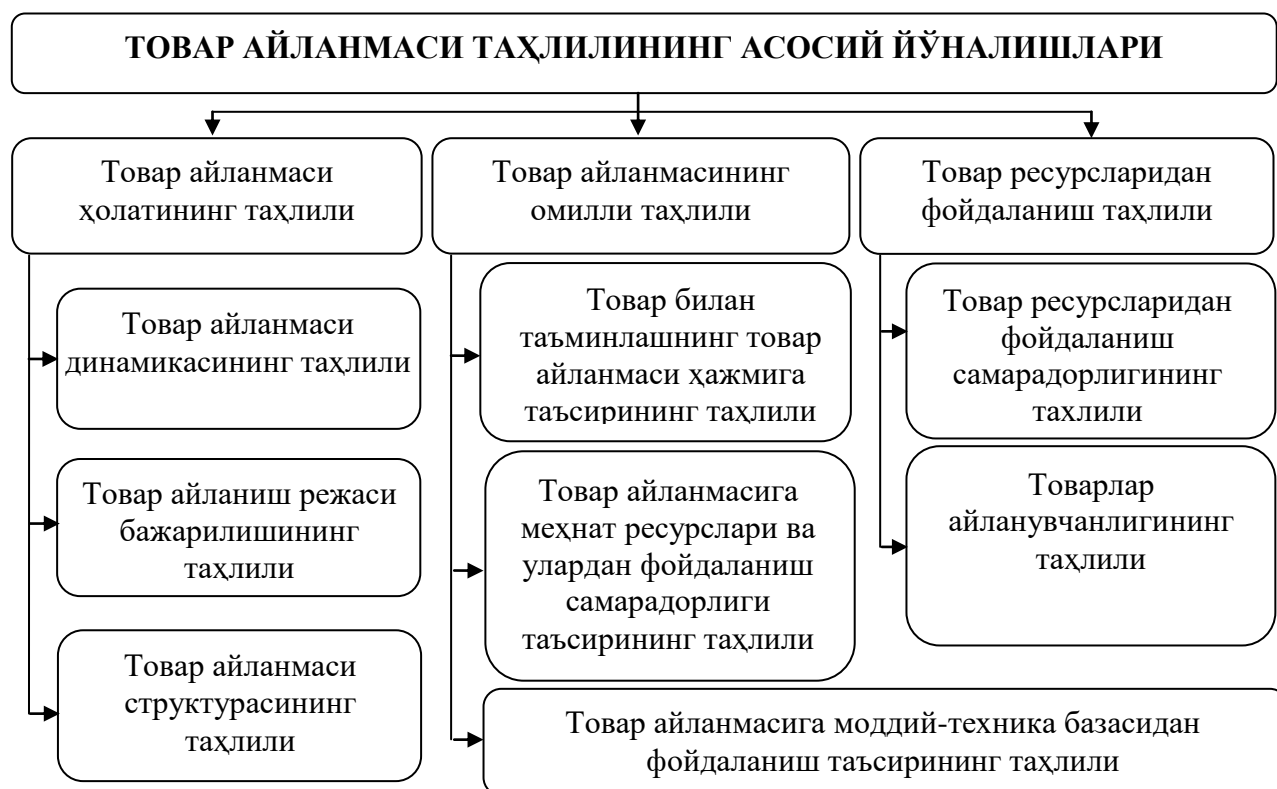 ТОВАР АЙЛАНМАСИ ТАҲЛИЛИНИНГ АСОСИЙ ЙЎНАЛИШЛАРИ
Товар айланмаси
ҳолатининг таҳлили
Товар айланмаси
динамикасининг таҳлили
Товар айланиш режаси
бажарилишининг
таҳлили
Товар айланмаси
структурасининг
таҳлили
Товар айланмасининг
омилли таҳлили
Товар билан
таъминлашнинг товар
айланмаси ҳажмига
таъсирининг таҳлили
Товар айланмасига
меҳнат ресурслари ва
улардан фойдаланиш
самарадорлиги
таъсирининг таҳлили
Товар айланмасига моддий-техника базасидан
фойдаланиш таъсирининг таҳлили
Товар ресурсларидан
фойдаланиш таҳлили
Товар ресурсларидан
фойдаланиш
самарадорлигининг
тахлили
Товарлар
айланувчанлигининг
таҳлили